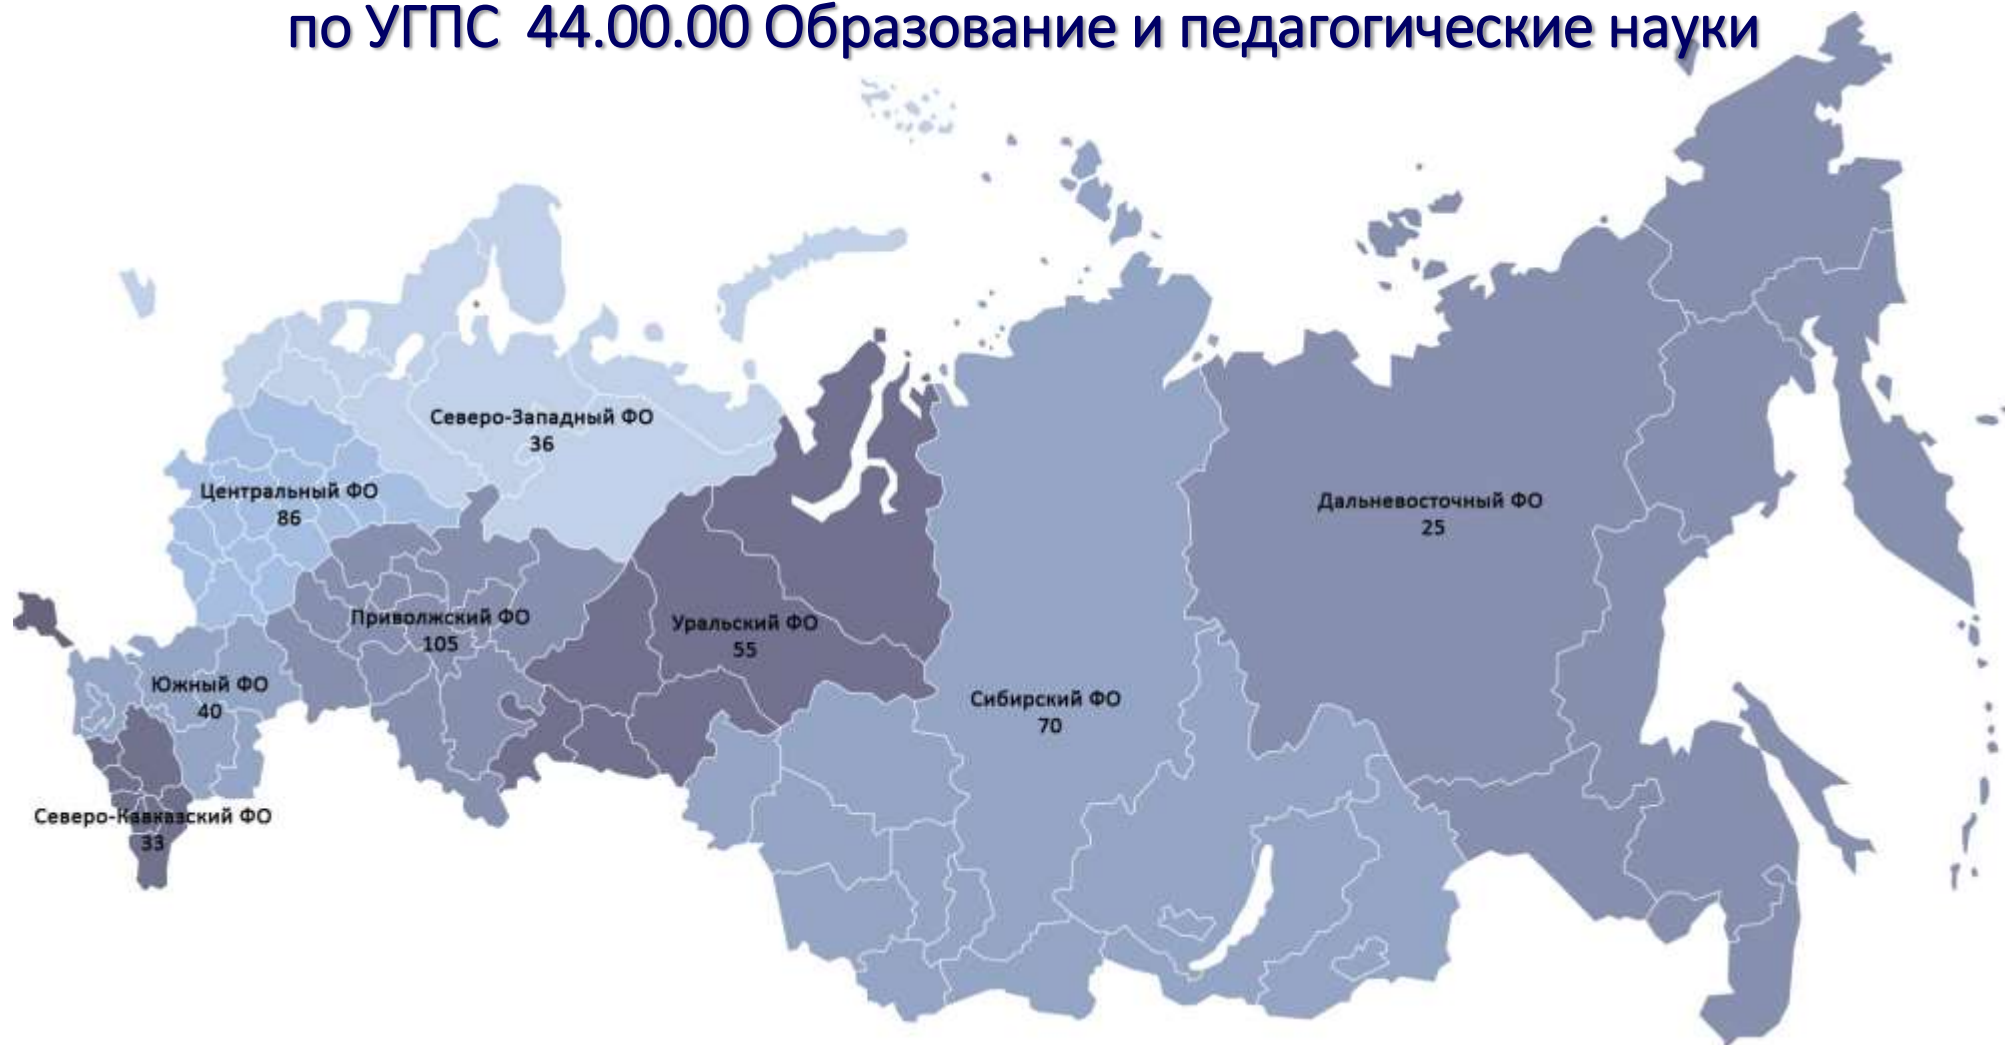 по УГПС 44.00.00 Образование и педагогические науки
Северо-Западный ФО
36
Центральный ФО
86
Дальневосточный ФО
25
Приволжский ФО
105
Уральский ФО
55
Южный ФО
40
Сибирский ФО
70
Северо-Кавказский ФО
33